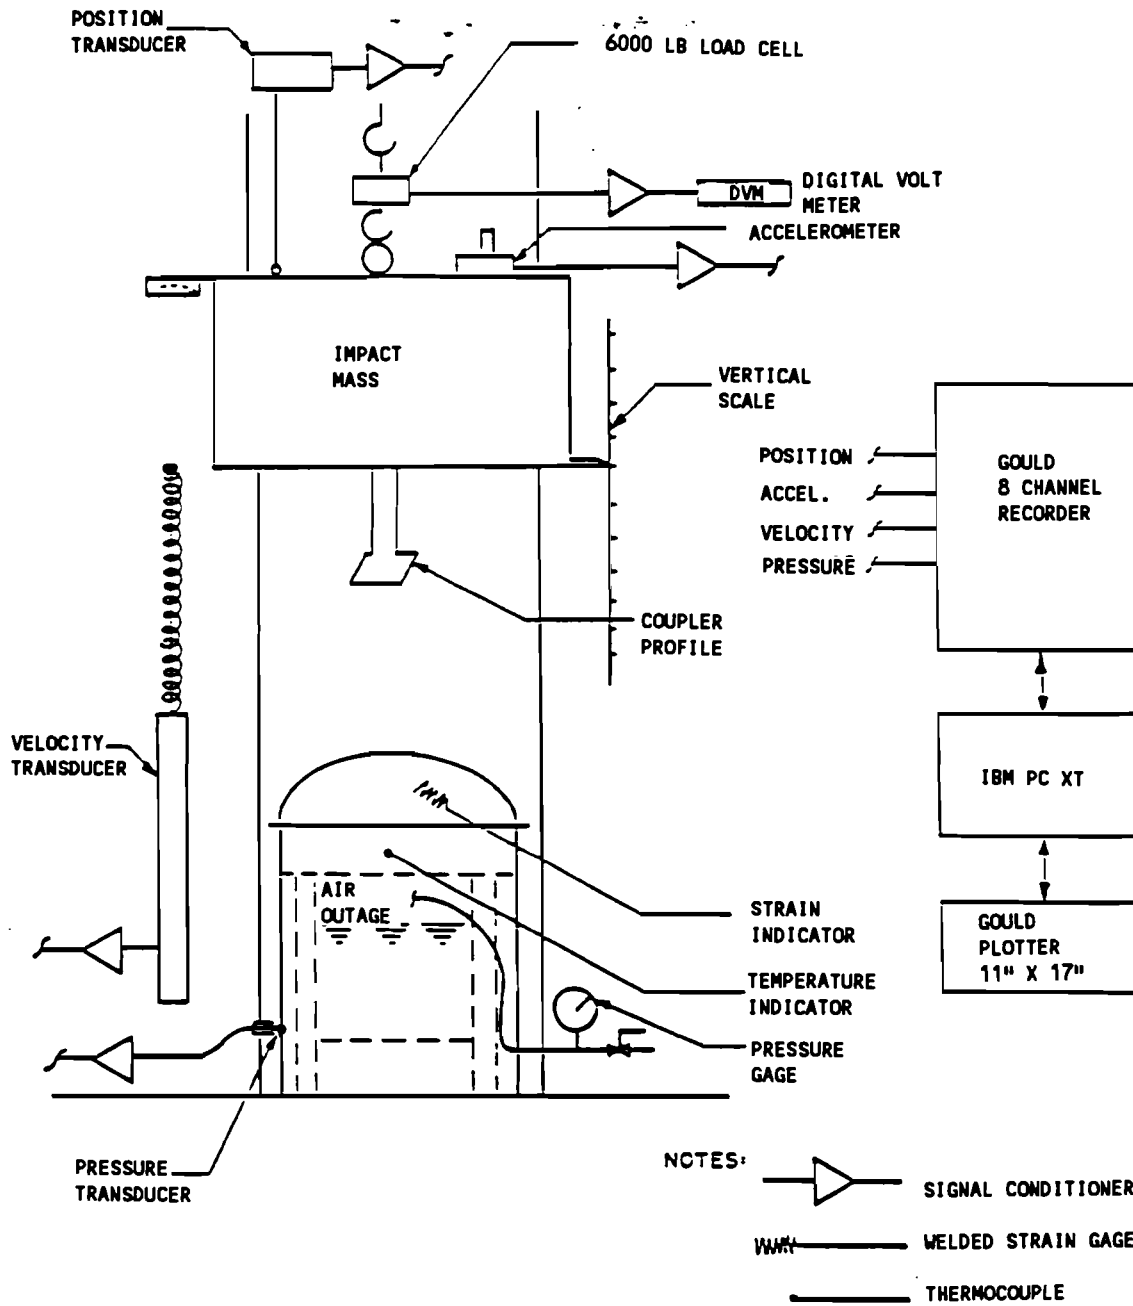 POSITION
TRANSDUCER
6000 LB LOAD CELL
DVM
DIGITAL VOLT
METER
ACCELEROMETER
IMPACT
MASS
VERTICAL
SCALE
POSITION
ACCEL.
VELOCITY
PRESSURE
GOULD
8 CHANNEL
RECORDER
COUPLER
PROFILE
VELOCITY
TRANSDUCER
IBM PC XT
AIR
OUTAGE
STRAIN
INDICATOR
GOULD
PLOTTER
11" X 17"
TEMPERATURE
INDICATOR
PRESSURE
GAGE
PRESSURE
TRANSDUCER
NOTES:
SIGNAL CONDITIONER
WELDED STRAIN GAGE
THERMOCOUPLE